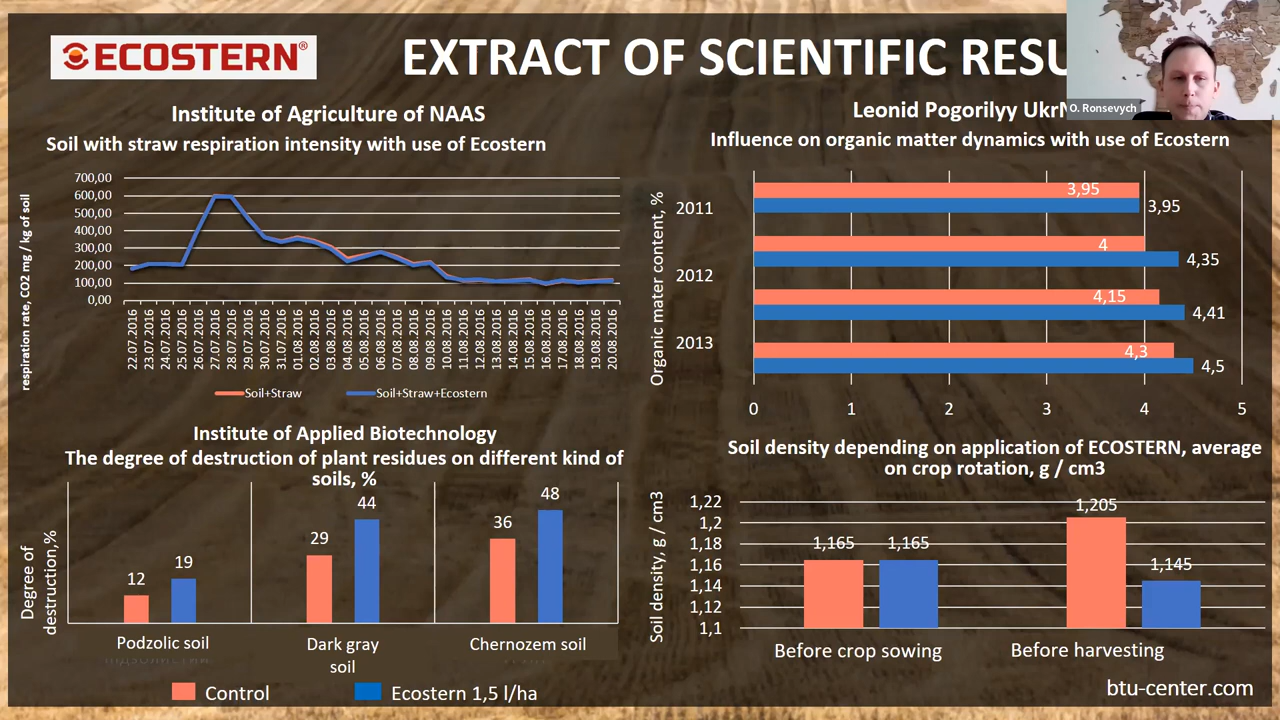 ECOSTERN®
EXTRACT OF SCIENTIFIC RESU
O. Ronsevych
Institute of Agriculture of NAAS
Soil with straw respiration intensity with use of Ecostern
respiration rate, CO2 mg / kg of soil
700,00
600,00
500,00
400,00
300,00
200,00
100,00
0,00
22.07.2016
23.07.2016
24.07.2016
25.07.2016
26.07.2016
27.07.2016
28.07.2016
29.07.2016
30.07.2016
31.07.2016
01.08.2016
02.08.2016
03.08.2016
04.08.2016
05.08.2016
06.08.2016
07.08.2016
08.08.2016
09.08.2016
10.08.2016
11.08.2016
12.08.2016
13.08.2016
14.08.2016
15.08.2016
16.08.2016
17.08.2016
18.08.2016
19.08.2016
20.08.2016
Soil+Straw
Soil+Straw+Ecostern
Leonid Pogorilyy UkrN
Influence on organic matter dynamics with use of Ecostern
Organic mater content, %
2011
2012
2013
3,95
3,95
4
4,35
4,15
4,41
4,3
4,5
0 1 2 3 4 5
Institute of Applied Biotechnology
The degree of destruction of plant residues on different kind of
soils, %
Degree of
destruction,%
12
19
29
44
36
48
Podzolic soil
Dark gray
soil
Chernozem soil
Control
Ecostern 1,5 l/ha
Soil density depending on application of ECOSTERN, average
on crop rotation, g / cm3
Soil density, g / cm3
1,22
1,2
1,18
1,16
1,14
1,12
1,1
1,165
1,165
1,205
1,145
Before crop sowing
Before harvesting
btu-center.com